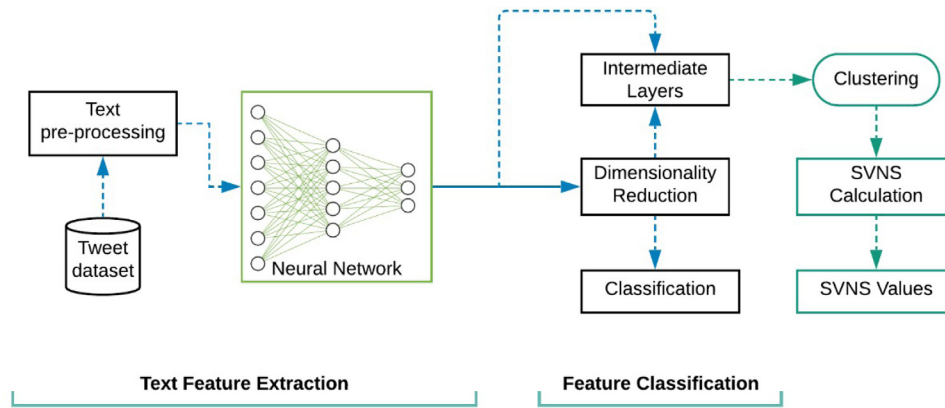 Text
pre-processing
Tweet
dataset
Neural Network
Intermediate
Layers
Dimensionality
Reduction
Classification
Clustering
SVNS
Calculation
SVNS Values
Text Feature Extraction
Feature Classification